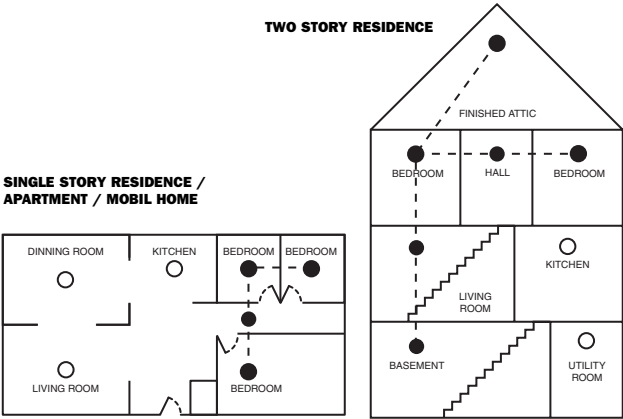 TWO STORY RESIDENCE
FINISHED ATTIC
BEDROOM
HALL
BEDROOM
KITCHEN
LIVING
ROOM
BASEMENT
UTILITY
ROOM
SINGLE STORY RESIDENCE /
APARTMENT / MOBIL HOME
DINNING ROOM
KITCHEN
BEDROOM
BEDROOM
LIVING ROOM
BEDROOM